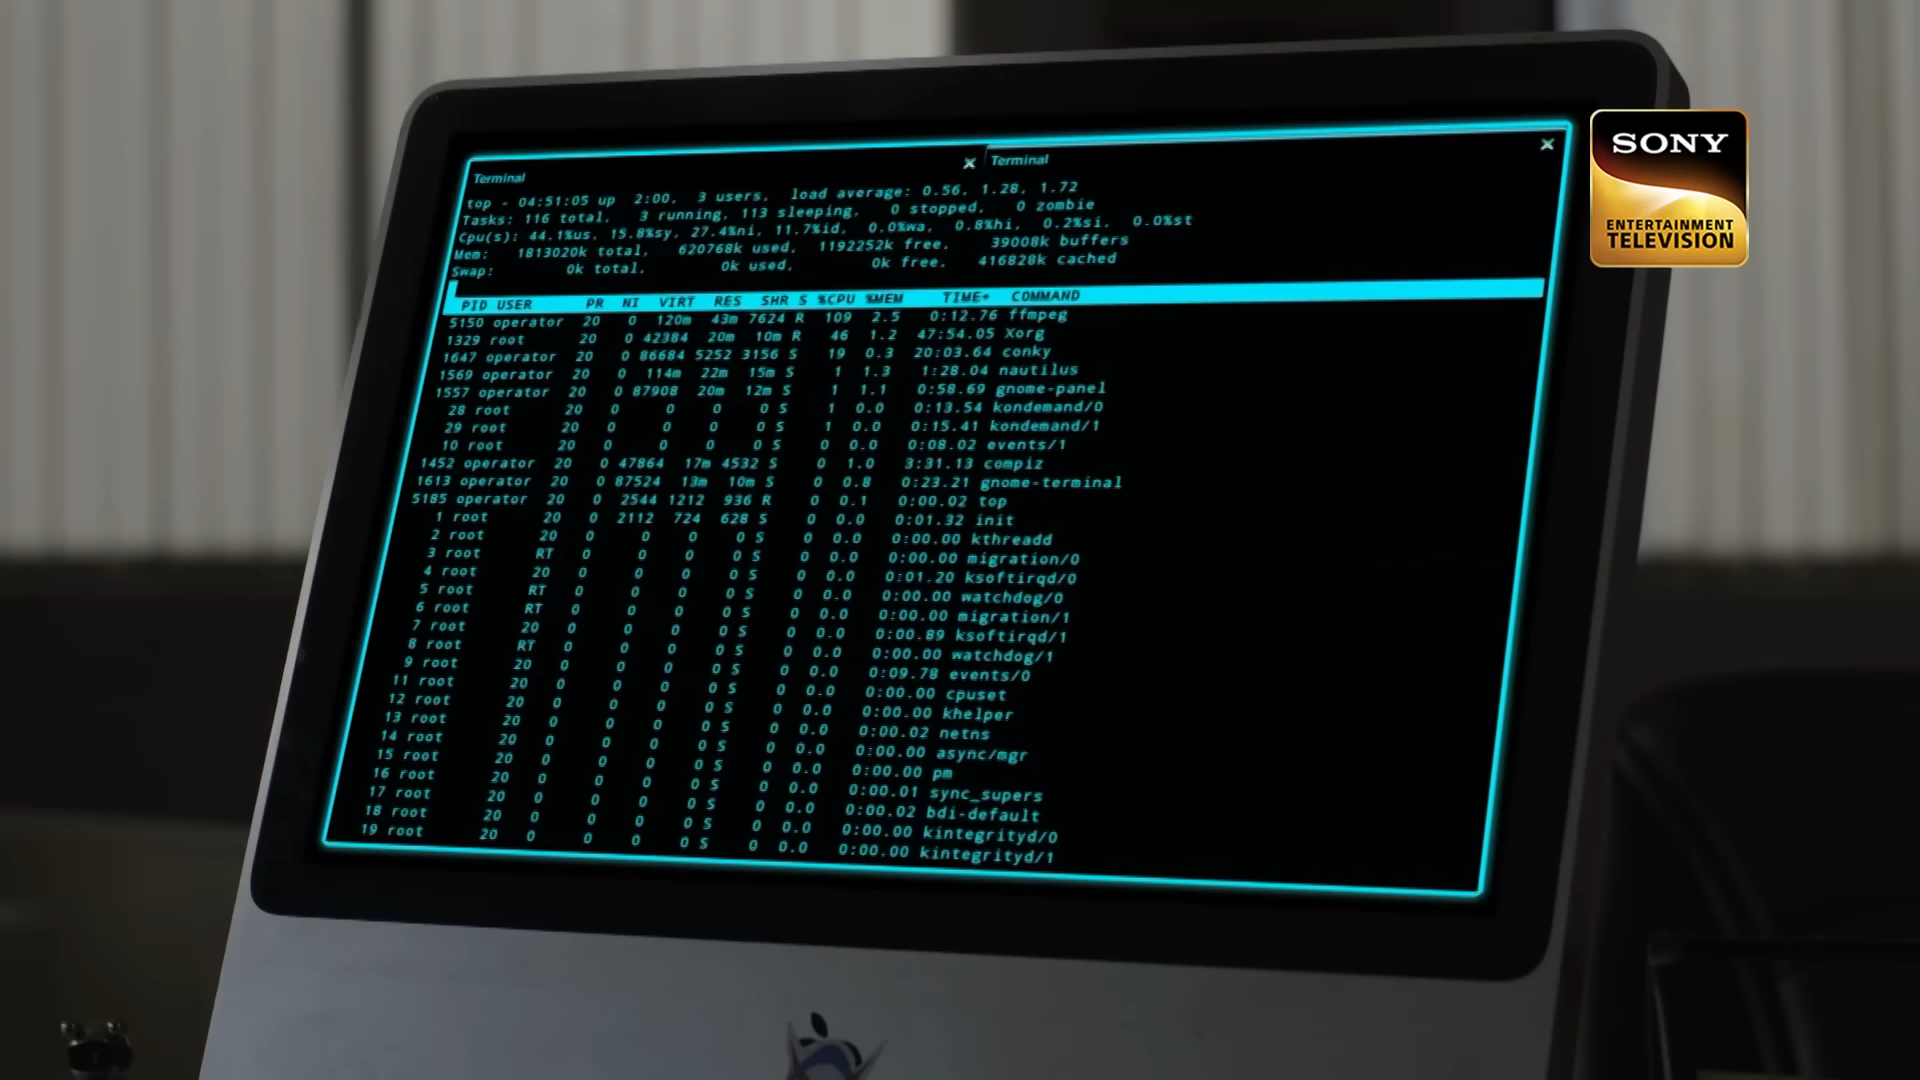 Terminal
Terminal
top - 04:51:05 up 2:00, 3 users, load average: 0.56, 1.28, 1.72
Tasks: 116 total, 3 running, 113 sleeping, 0 stopped, 0 zombie
Cpu(s): 44.1%us, 15.8%sy, 27.4%ni, 11.7%id, 0.0%wa, 0.8%hi, 0.2%si, 0.0%st
Mem: 1813020k total, 620768k used, 1192252k free, 39008k buffers
Swap: 0k total, 0k used, 0k free, 416828k cached
PID USER PR NI VIRT RES SHR S %CPU %MEM TIME+ COMMAND
5150 operator 20 0 120m 43m 7624 R 109 2.5 0:12.76 ffmpeg
1329 root 20 0 42384 20m 10m R 46 1.2 47:54.05 Xorg
1647 operator 20 0 86684 5252 3156 S 19 0.3 20:03.64 conky
1569 operator 20 0 114m 22m 15m S 1 1.3 1:28.04 nautilus
1557 operator 20 0 87908 20m 12m S 1 1.1 0:58.69 gnome-panel
28 root 20 0 0 0 0 S 1 0.0 0:13.54 kondemand/0
29 root 20 0 0 0 0 S 1 0.0 0:15.41 kondemand/1
10 root 20 0 0 0 0 S 0 0.0 0:08.02 events/1
1452 operator 20 0 47864 17m 4532 S 0 1.0 3:31.13 compiz
1613 operator 20 0 87524 13m 10m S 0 0.8 0:23.21 gnome-terminal
5185 operator 20 0 2544 1212 936 R 0 0.1 0:00.02 top
1 root 20 0 2112 724 628 S 0 0.0 0:01.32 init
2 root 20 0 0 0 0 S 0 0.0 0:00.00 kthreadd
3 root RT 0 0 0 0 S 0 0.0 0:00.00 migration/0
4 root 20 0 0 0 0 S 0 0.0 0:01.20 ksoftirqd/0
5 root RT 0 0 0 0 S 0 0.0 0:00.00 watchdog/0
6 root RT 0 0 0 0 S 0 0.0 0:00.00 migration/1
7 root 20 0 0 0 0 S 0 0.0 0:00.89 ksoftirqd/1
8 root RT 0 0 0 0 S 0 0.0 0:00.00 watchdog/1
9 root 20 0 0 0 0 S 0 0.0 0:09.78 events/0
11 root 20 0 0 0 0 S 0 0.0 0:00.00 cpuset
12 root 20 0 0 0 0 S 0 0.0 0:00.00 khelper
13 root 20 0 0 0 0 S 0 0.0 0:00.02 netns
14 root 20 0 0 0 0 S 0 0.0 0:00.00 async/mgr
15 root 20 0 0 0 0 S 0 0.0 0:00.00 pm
16 root 20 0 0 0 0 S 0 0.0 0:00.01 sync_supers
17 root 20 0 0 0 0 S 0 0.0 0:00.02 bdi-default
18 root 20 0 0 0 0 S 0 0.0 0:00.00 kintegrityd/0
19 root 20 0 0 0 0 S 0 0.0 0:00.00 kintegrityd/1
SONY
ENTERTAINMENT
TELEVISION